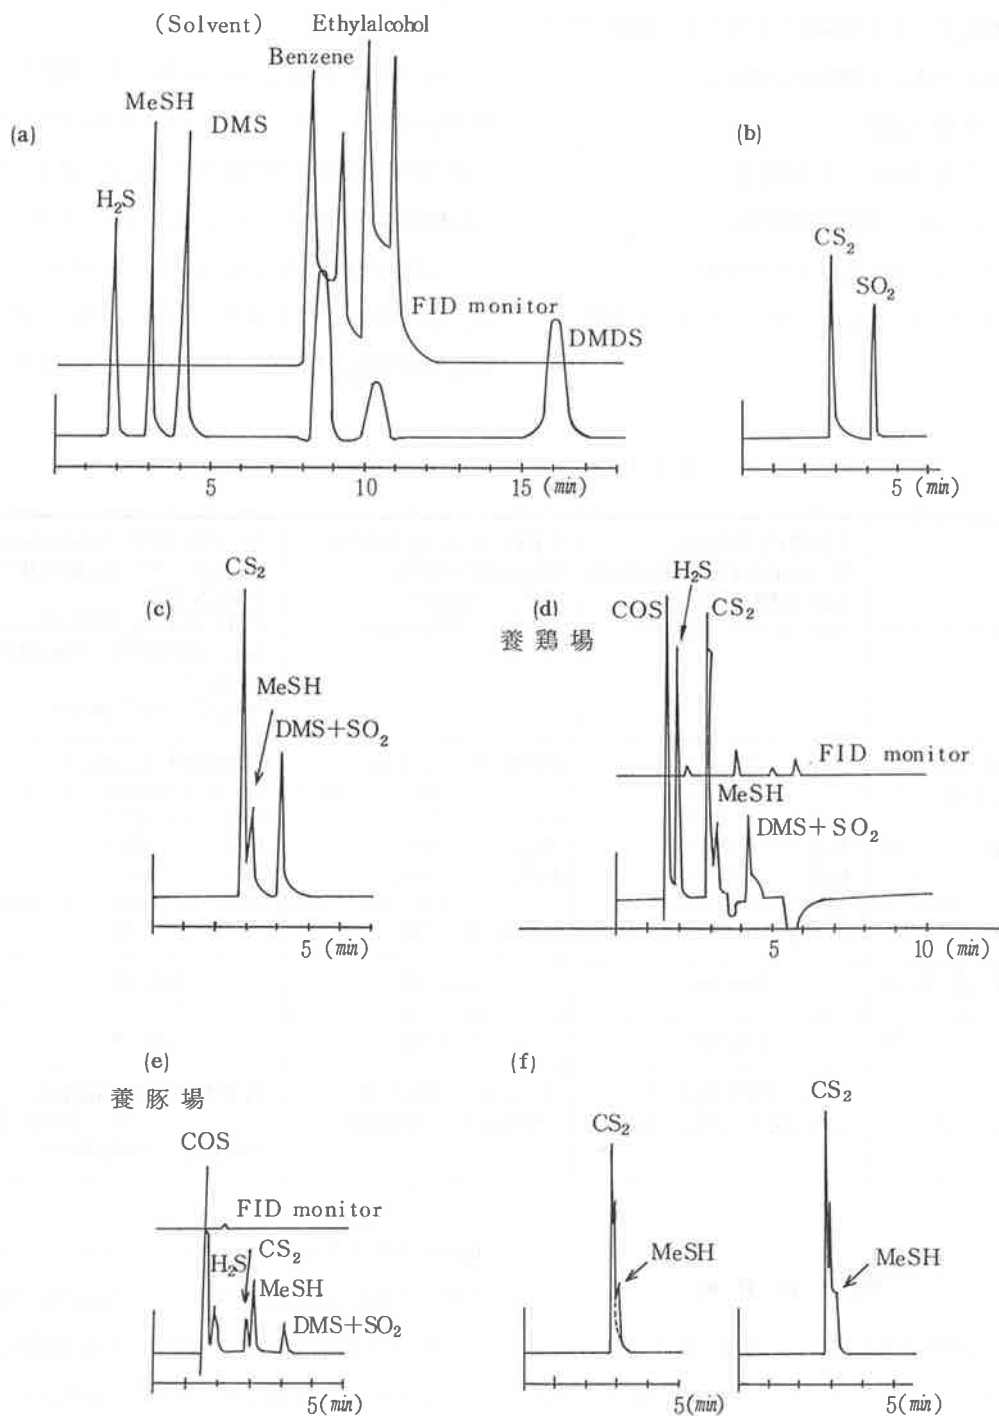 (a)
(Solvent)
Ethylalcohol
Benzene
MeSH
DMS
H₂S
FID monitor
DMDS
5 10 15 (min)
(b)
CS₂
SO₂
5 (min)
(c)
CS₂
MeSH
DMS+SO₂
5 (min)
(d)
養鶏場
COS
H₂S
CS₂
FID monitor
MeSH
DMS+SO₂
5 10 (min)
(e)
養豚場
COS
FID monitor
H₂S
CS₂
MeSH
DMS+SO₂
5(min)
(f)
CS₂
MeSH
5(min)
CS₂
MeSH
5(min)